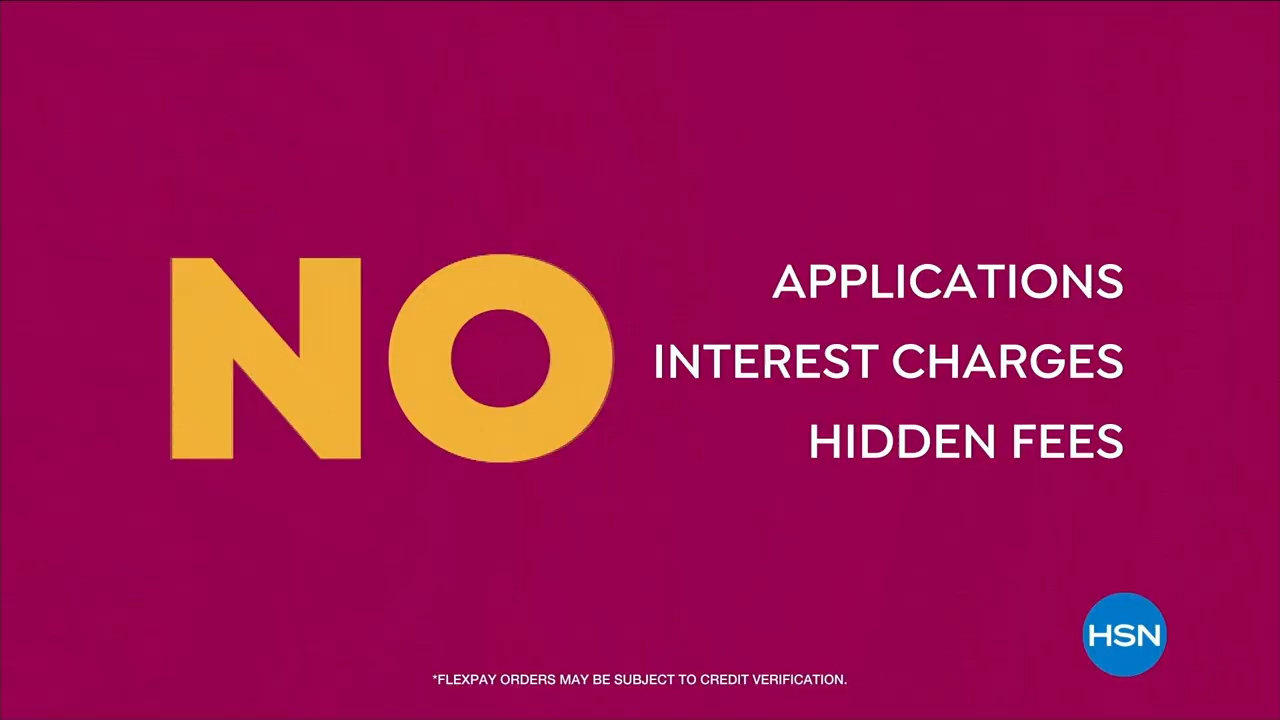 NO
APPLICATIONS
INTEREST CHARGES
HIDDEN FEES
HSN
*FLEXPAY ORDERS MAY BE SUBJECT TO CREDIT VERIFICATION.